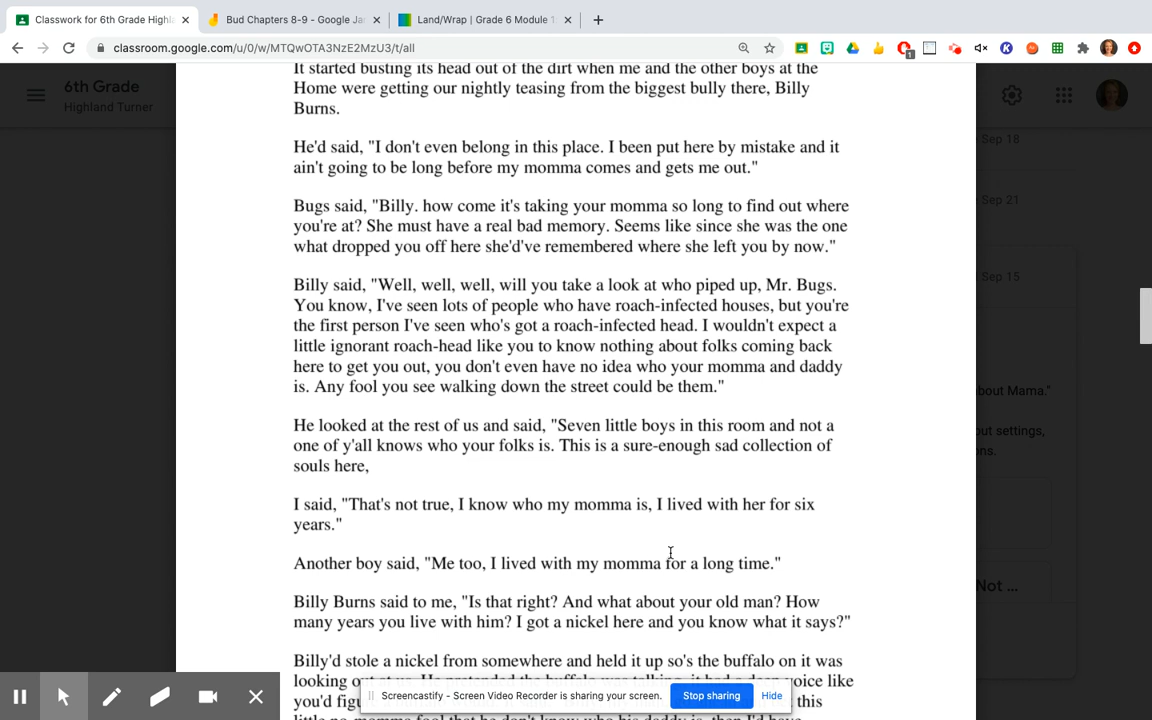 Classwork for 6th Grade Highla
Bud Chapters 8-9 - Google Ja
Land/Wrap | Grade 6 Module 1
classroom.google.com/u/0/w/MTQwOTA3NzE2MzU3/t/all
6th Grade
Highland Turner
It started busting its head out of the dirt when me and the other boys at the
Home were getting our nightly teasing from the biggest bully there, Billy
Burns.
Sep 18
He'd said, "I don't even belong in this place. I been put here by mistake and it
ain't going to be long before my momma comes and gets me out."
Sep 21
Bugs said, "Billy. how come it's taking your momma so long to find out where
you're at? She must have a real bad memory. Seems like since she was the one
what dropped you off here she'd've remembered where she left you by now."
Sep 15
Billy said, "Well, well, well, will you take a look at who piped up, Mr. Bugs.
You know, I've seen lots of people who have roach-infected houses, but you're
the first person I've seen who's got a roach-infected head. I wouldn't expect a
little ignorant roach-head like you to know nothing about folks coming back
here to get you out, you don't even have no idea who your momma and daddy
is. Any fool you see walking down the street could be them."
bout Mama."
He looked at the rest of us and said, "Seven little boys in this room and not a
one of y'all knows who your folks is. This is a sure-enough sad collection of
souls here,
out settings,
ons.
I said, "That's not true, I know who my momma is, I lived with her for six
years."
Another boy said, "Me too, I lived with my momma for a long time."
Not ...
Billy Burns said to me, "Is that right? And what about your old man? How
many years you live with him? I got a nickel here and you know what it says?"
Billy'd stole a nickel from somewhere and held it up so's the buffalo on it was
looking
voice like
you'd figu
this
Screencastify - Screen Video Recorder is sharing your screen.
Stop sharing
Hide